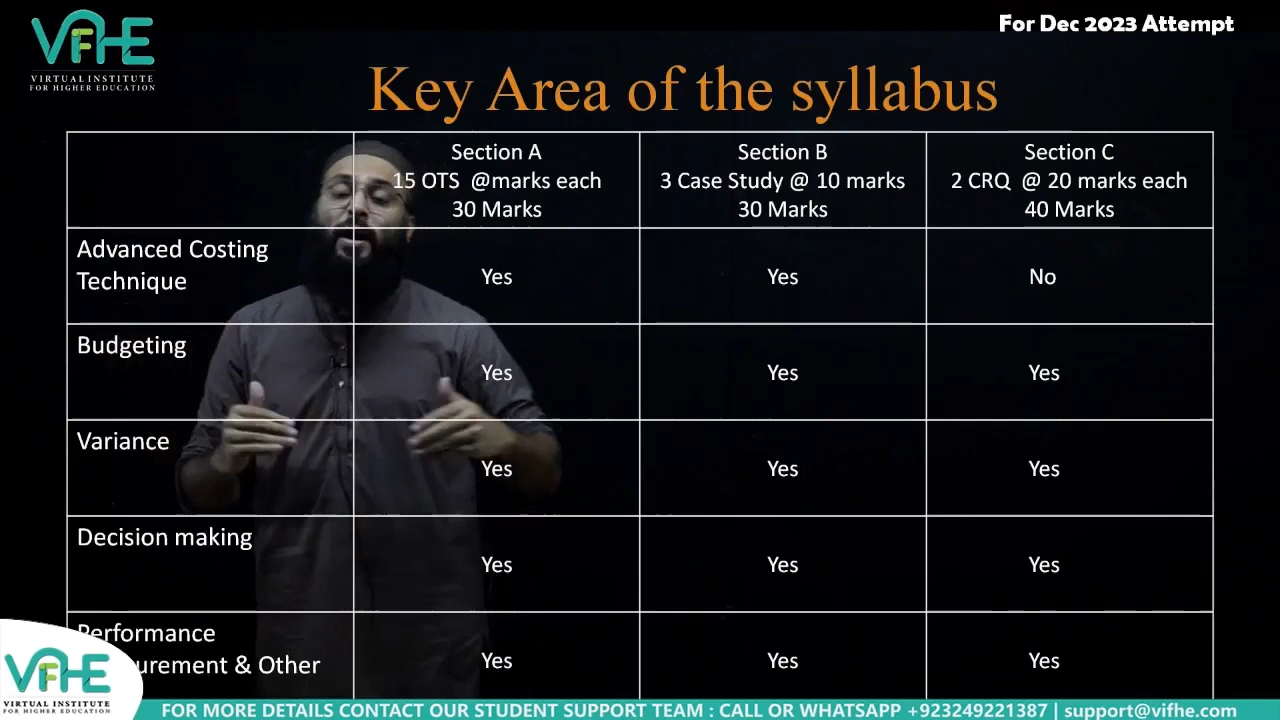 VIFHE
VIRTUAL INSTITUTE
FOR HIGHER EDUCATION
For Dec 2023 Attempt
Key Area of the syllabus
Section A
15 OTS @marks each
30 Marks
Section B
3 Case Study @ 10 marks
30 Marks
Section C
2 CRQ @ 20 marks each
40 Marks
Advanced Costing
Technique
Yes
Yes
No
Budgeting
Yes
Yes
Yes
Variance
Yes
Yes
Yes
Decision making
Yes
Yes
Yes
Performance
urement & Other
Yes
Yes
Yes
VIFHE
VIRTUAL INSTITUTE
FOR HIGHER EDUCATION
FOR MORE DETAILS CONTACT OUR STUDENT SUPPORT TEAM : CALL OR WHATSAPP +923249221387 | support@vifhe.com